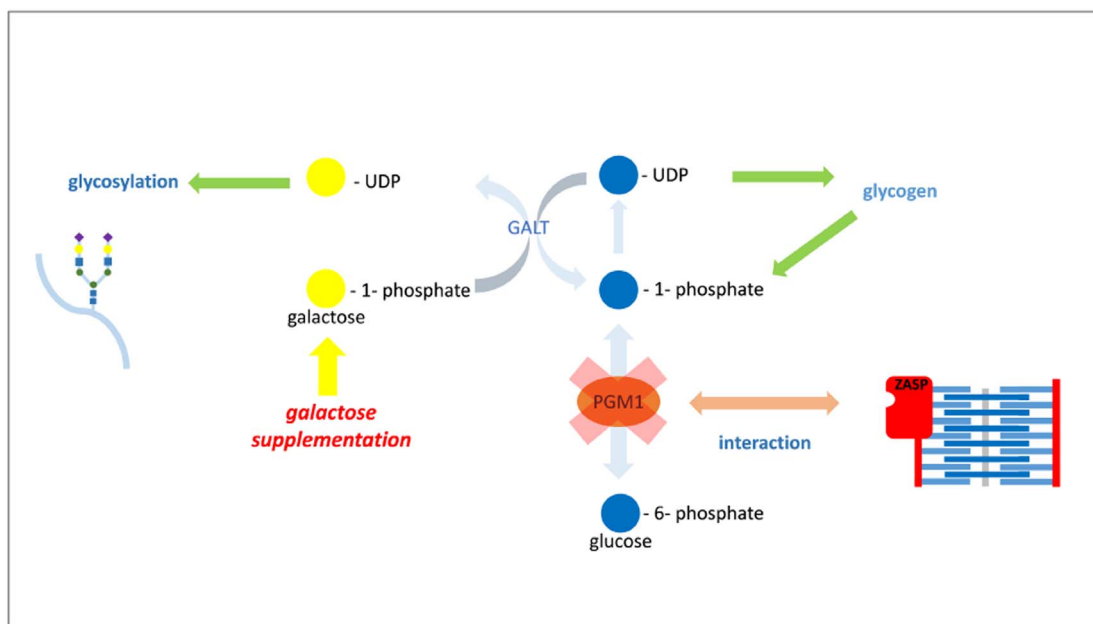 glycosylation
- UDP
- UDP
glycogen
GALT
- 1- phosphate
galactose
- 1- phosphate
galactose
supplementation
PGM1
ZASP
interaction
- 6- phosphate
glucose